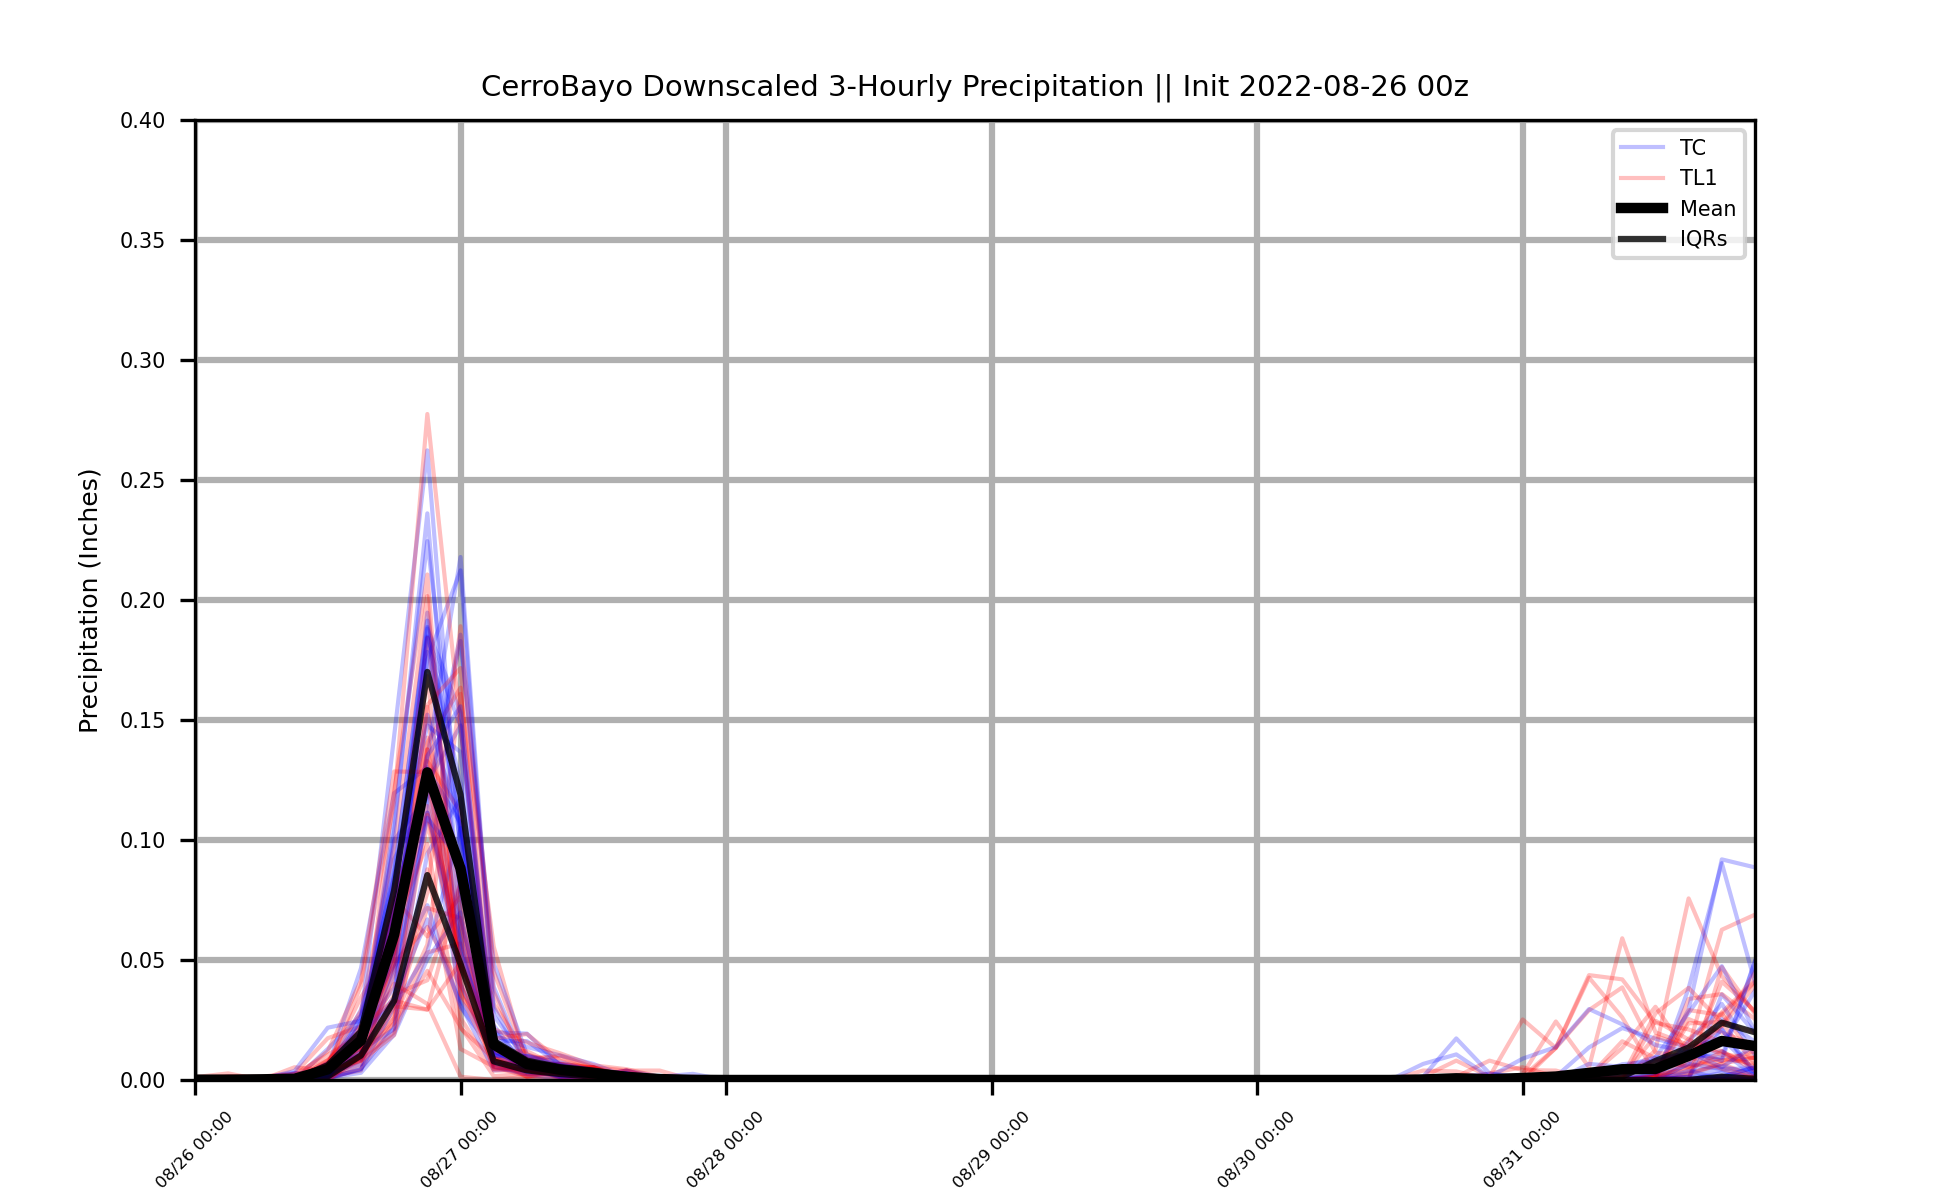 CerroBayo Downscaled 3-Hourly Precipitation || Init 2022-08-26 00z
Precipitation (Inches)
0.40
0.35
0.30
0.25
0.20
0.15
0.10
0.05
0.00
TC
TL1
Mean
IQRs
08/26 00:00
08/27 00:00
08/28 00:00
08/29 00:00
08/30 00:00
08/31 00:00